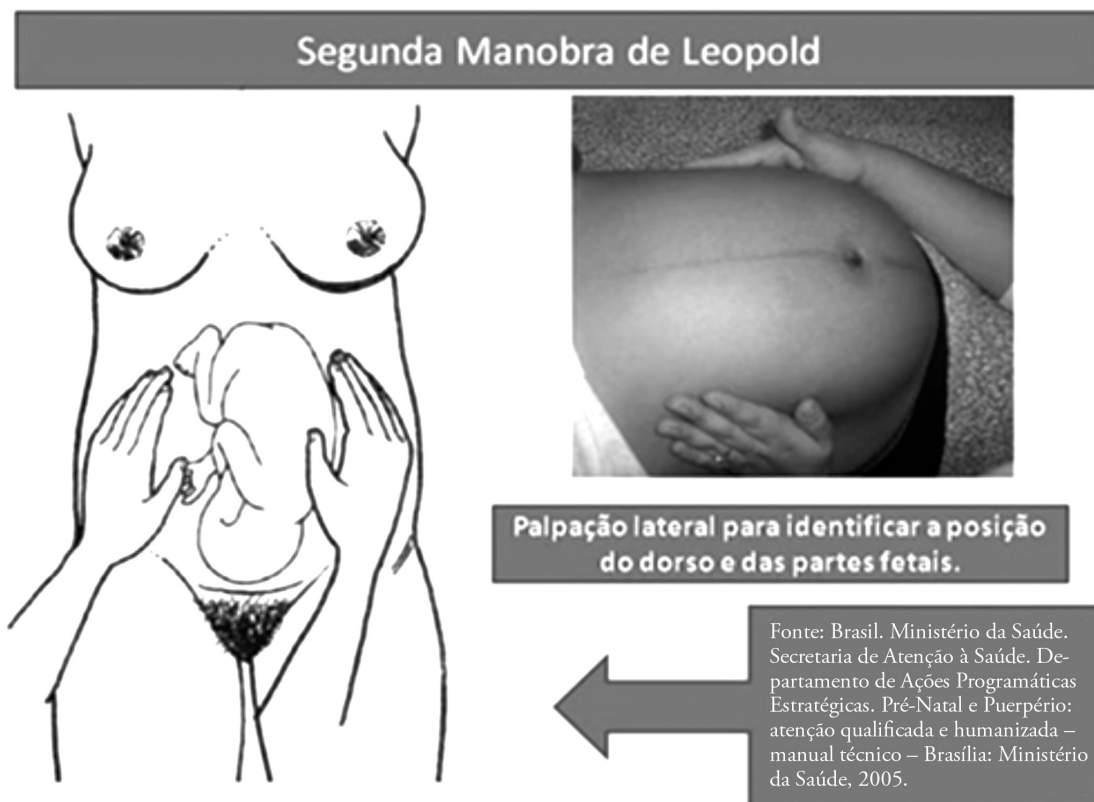 Segunda Manobra de Leopold
Palpação lateral para identificar a posição
do dorso e das partes fetais.
Fonte: Brasil. Ministério da Saúde.
Secretaria de Atenção à Saúde. De-
partamento de Ações Programáticas
Estratégicas. Pré-Natal e Puerpério:
atenção qualificada e humanizada –
manual técnico – Brasília: Ministério
da Saúde, 2005.